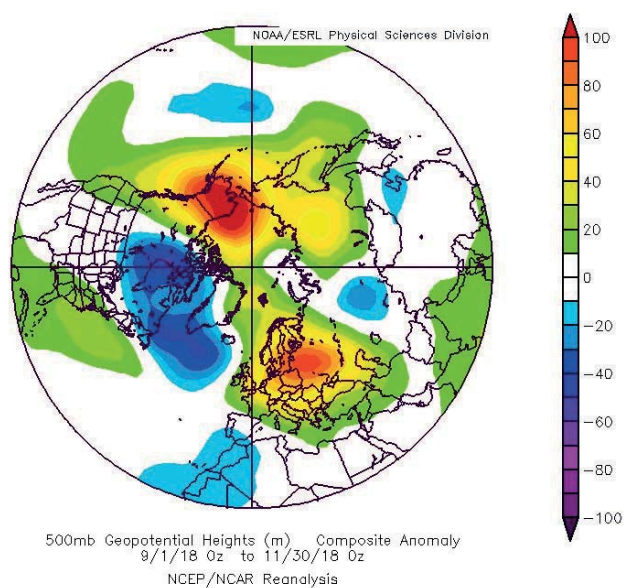 NOAA/ESRL Physical Sciences Division
100
80
60
40
20
0
-20
-40
-60
-80
-100
500mb Geopotential Heights (m) Composite Anomaly
9/1/18 0z to 11/30/18 0z
NCEP/NCAR Reanalysis